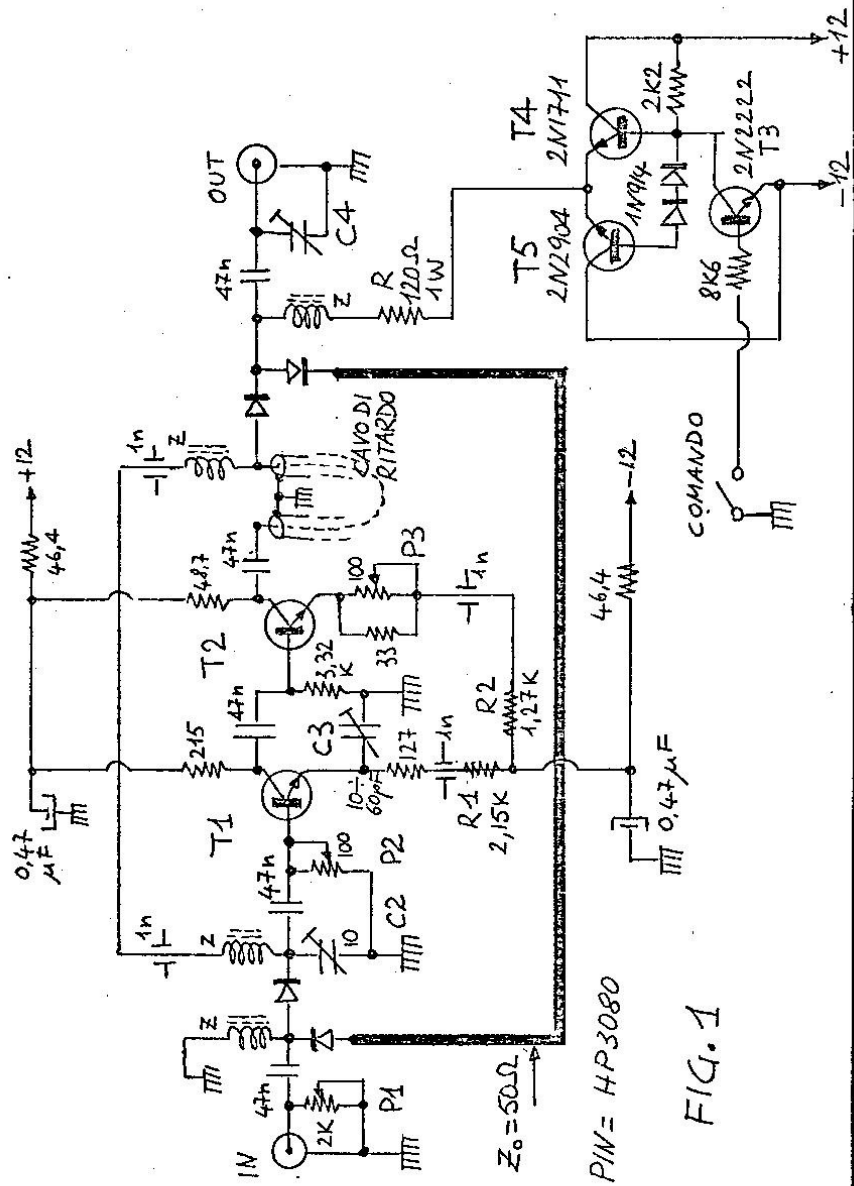 0,47
µF
46,4
+12
1n
Z
1n
Z
OUT
47n
C4
Z
R
120Ω
1W
215
48,7
47n
47n
CAVO DI
RITARDO
T1
T2
T4
2N1711
T5
2N2904
1N914
2K2
2N2222
T3
8K6
+12
-12
COMANDO
Z
47n
IN
2K
P1
47n
10
C2
100
P2
C3
10÷
60pF
3,32
K
127
1n
R1
2,15K
R2
1,27K
33
100
P3
1n
46,4
-12
0,47µF
Z₀=50Ω
PIN= HP3080
FIG.1